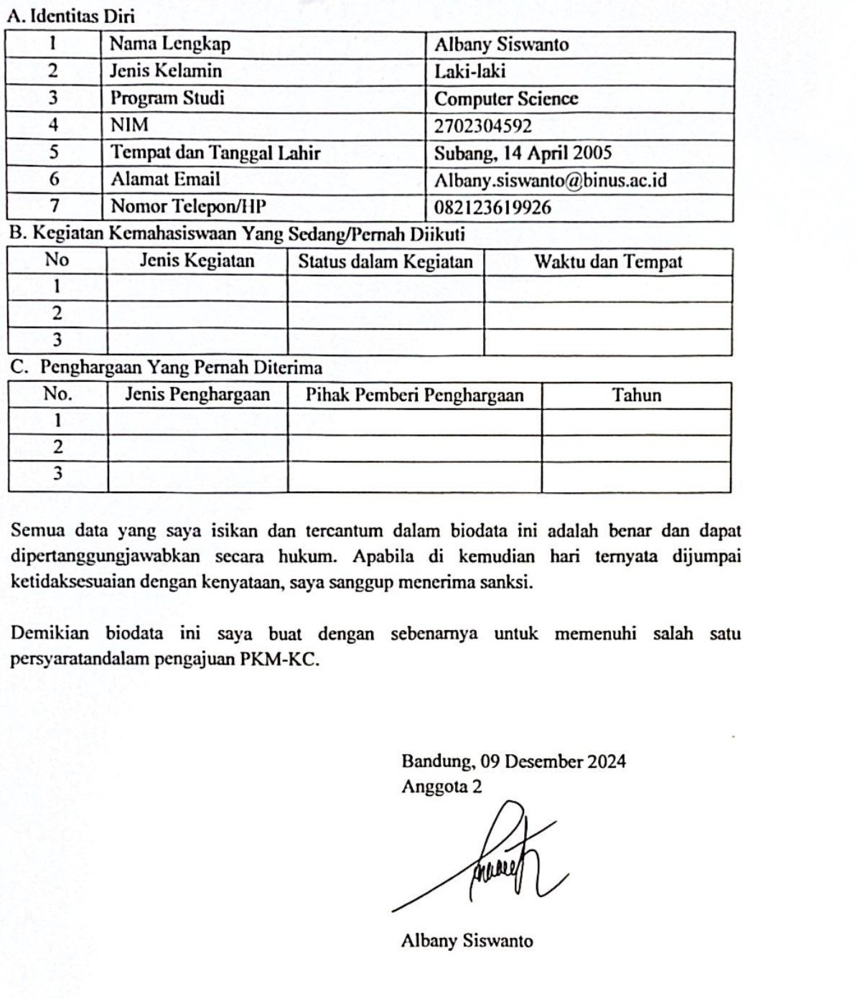 A. Identitas Diri
1 Nama Lengkap Albany Siswanto
2 Jenis Kelamin Laki-laki
3 Program Studi Computer Science
4 NIM 2702304592
5 Tempat dan Tanggal Lahir Subang, 14 April 2005
6 Alamat Email Albany.siswanto@binus.ac.id
7 Nomor Telepon/HP 082123619926
B. Kegiatan Kemahasiswaan Yang Sedang/Pernah Diikuti
No Jenis Kegiatan Status dalam Kegiatan Waktu dan Tempat
1
2
3
C. Penghargaan Yang Pernah Diterima
No. Jenis Penghargaan Pihak Pemberi Penghargaan Tahun
1
2
3
Semua data yang saya isikan dan tercantum dalam biodata ini adalah benar dan dapat
dipertanggungjawabkan secara hukum. Apabila di kemudian hari ternyata dijumpai
ketidaksesuaian dengan kenyataan, saya sanggup menerima sanksi.
Demikian biodata ini saya buat dengan sebenarnya untuk memenuhi salah satu
persyaratandalam pengajuan PKM-KC.
Bandung, 09 Desember 2024
Anggota 2
Albany Siswanto